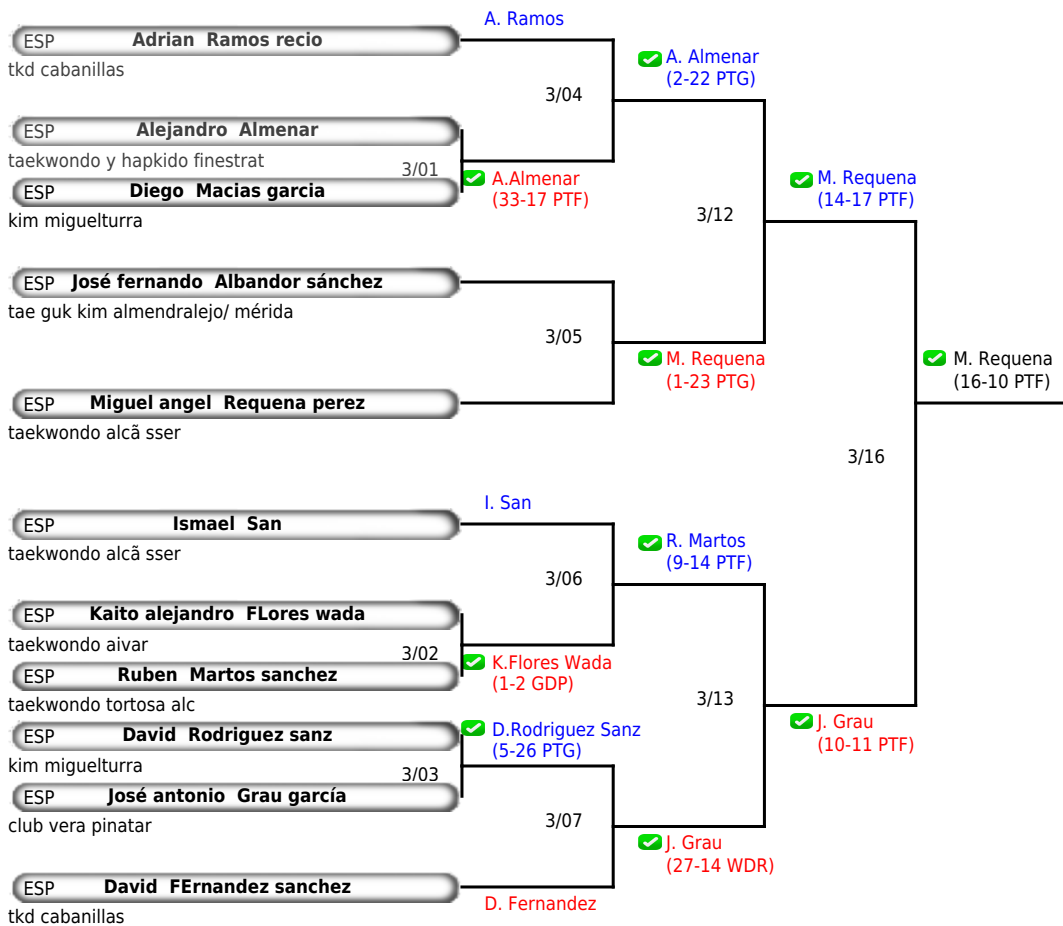 A. Ramos
ESP Adrian Ramos recio
tkd cabanillas
A. Almenar
(2-22 PTG)
3/04
ESP Alejandro Almenar
taekwondo y hapkido finestrat
3/01
ESP Diego Macias garcia
kim miguelturra
A.Almenar
(33-17 PTF)
M. Requena
(14-17 PTF)
3/12
ESP José fernando Albandor sánchez
tae guk kim almendralejo/ mérida
3/05
M. Requena
(1-23 PTG)
M. Requena
(16-10 PTF)
ESP Miguel angel Requena perez
taekwondo alcã sser
3/16
I. San
ESP Ismael San
taekwondo alcã sser
R. Martos
(9-14 PTF)
3/06
ESP Kaito alejandro FLores wada
taekwondo aivar
3/02
ESP Ruben Martos sanchez
taekwondo tortosa alc
K.Flores Wada
(1-2 GDP)
3/13
J. Grau
(10-11 PTF)
D.Rodriguez Sanz
(5-26 PTG)
ESP David Rodriguez sanz
kim miguelturra
3/03
ESP José antonio Grau garcía
club vera pinatar
3/07
J. Grau
(27-14 WDR)
ESP David FErnandez sanchez
tkd cabanillas
D. Fernandez